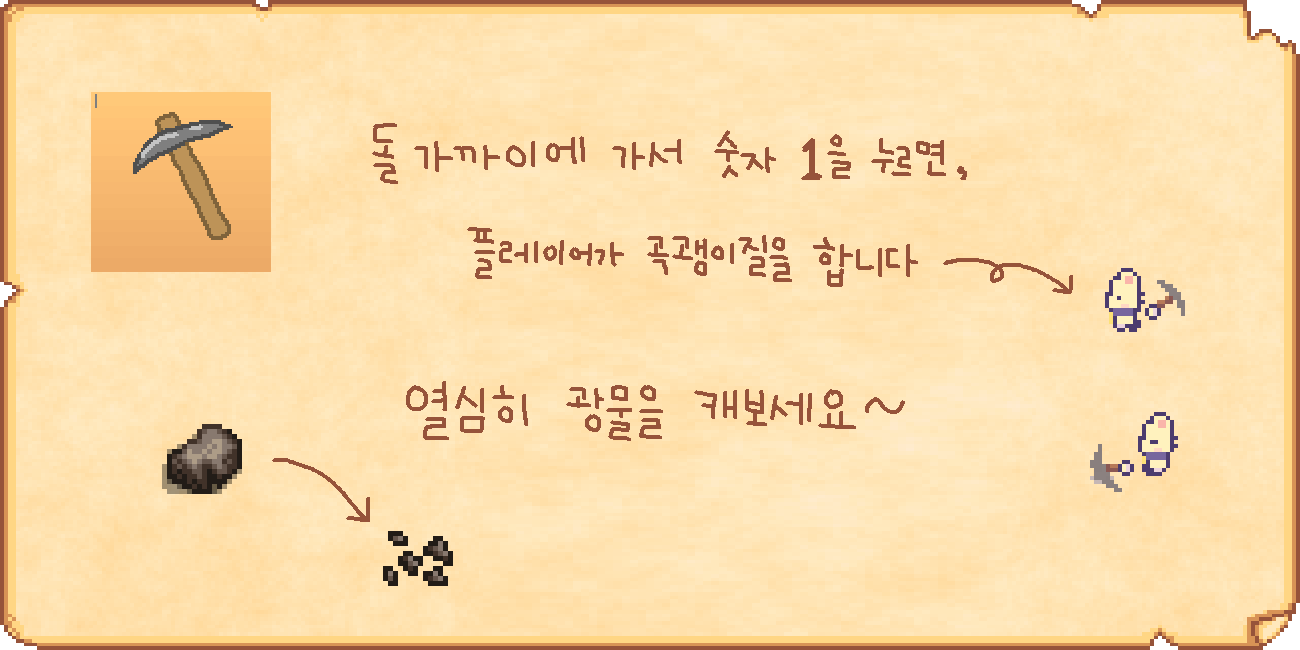 돌 가까이에 가서 숫자 1을 누르면,
플레이어가 곡괭이질을 합니다
열심히 광물을 캐보세요~